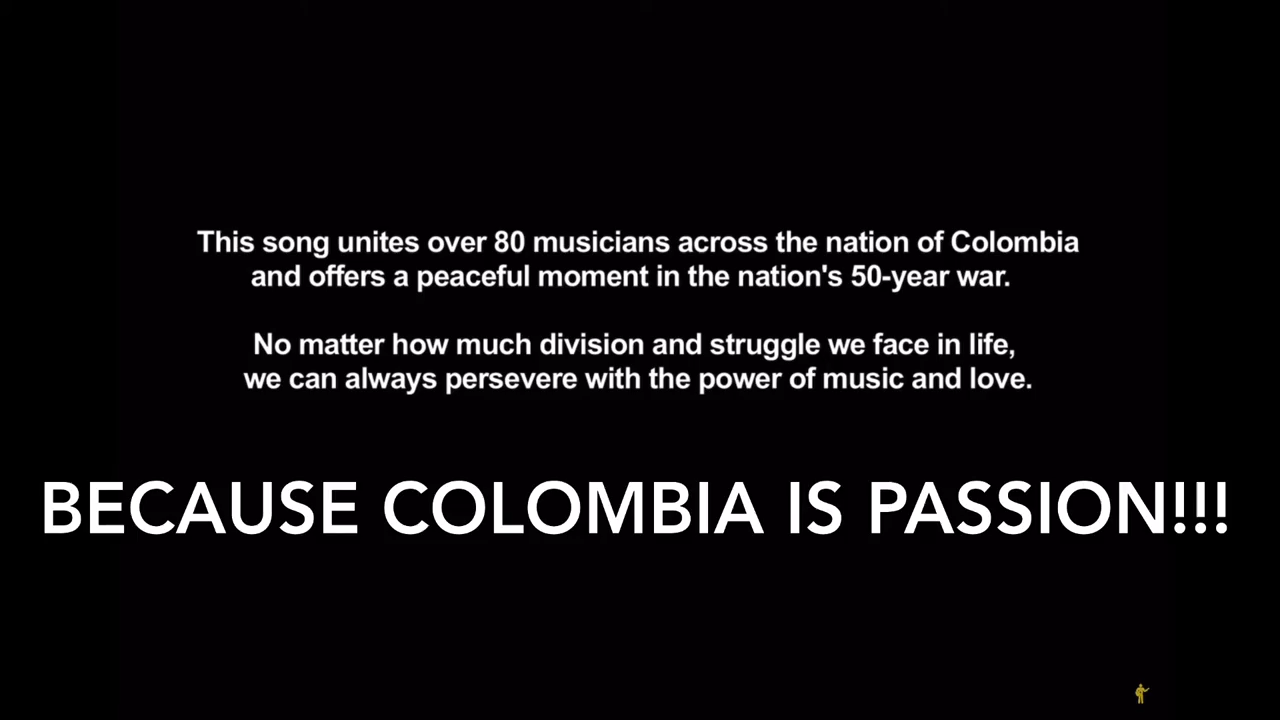 This song unites over 80 musicians across the nation of Colombia
and offers a peaceful moment in the nation's 50-year war.
No matter how much division and struggle we face in life,
we can always persevere with the power of music and love.
BECAUSE COLOMBIA IS PASSION!!!